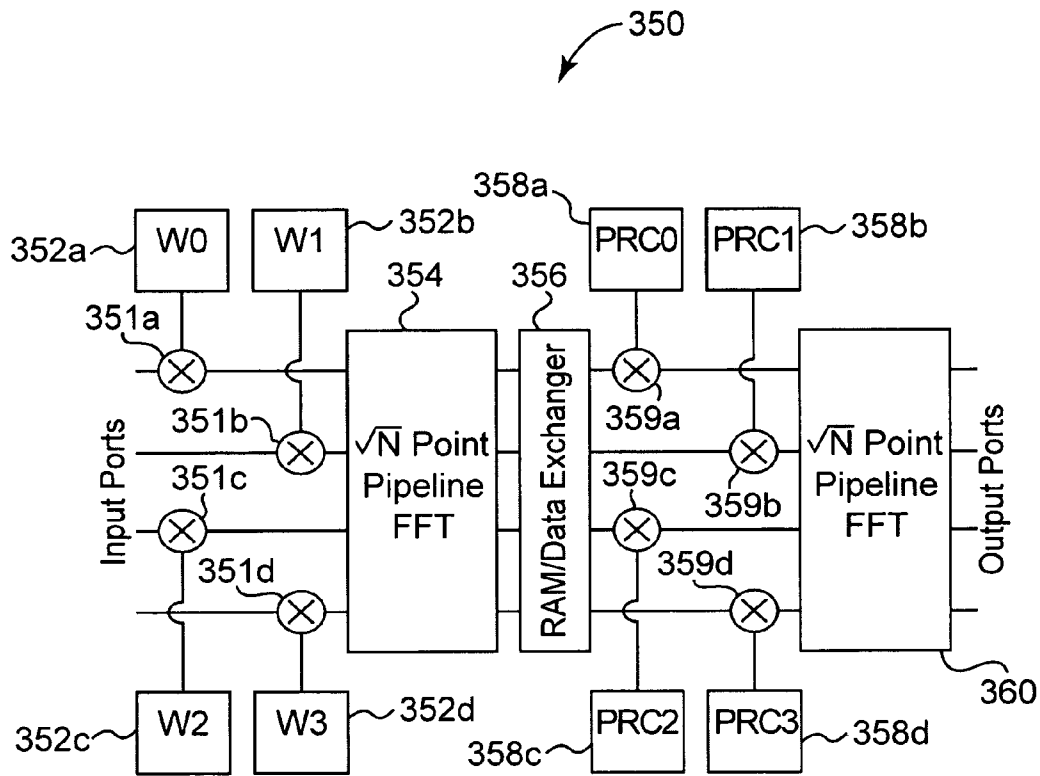 350
358a
352a
W0
W1
352b
PRC0
PRC1
358b
354
356
351a
359a
351b
√N Point
Pipeline
FFT
RAM/Data Exchanger
√N Point
Pipeline
FFT
359b
Input Ports
Output Ports
351c
359c
351d
359d
360
352c
W2
W3
352d
358c
PRC2
PRC3
358d